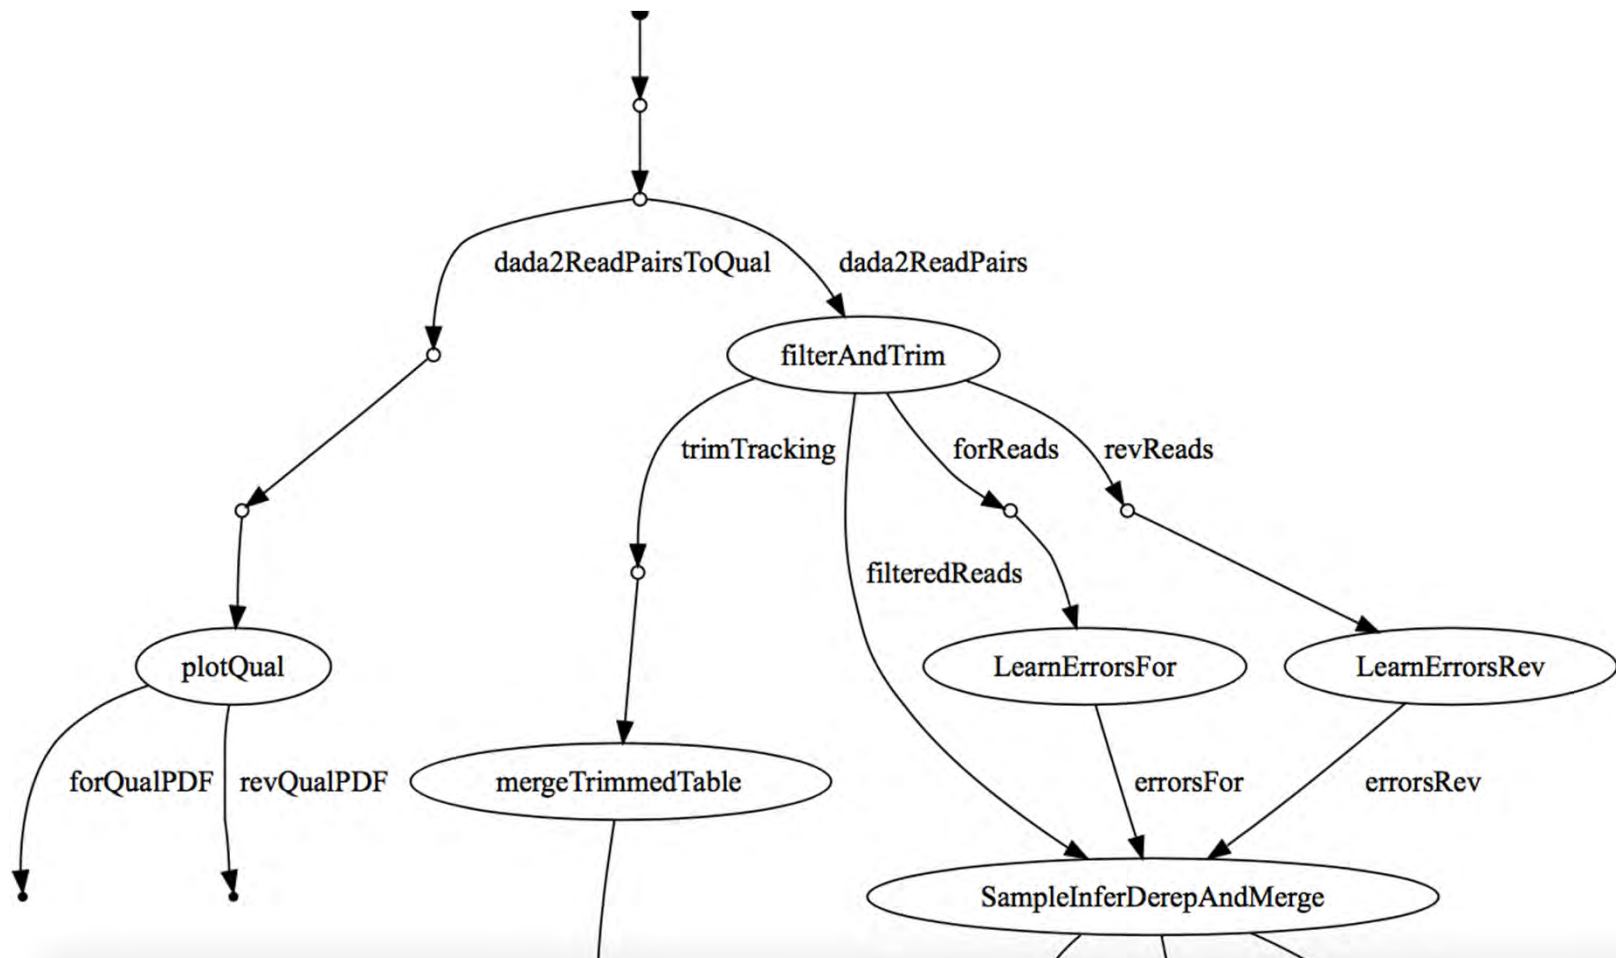 dada2ReadPairsToQual
dada2ReadPairs
filterAndTrim
trimTracking
forReads
revReads
filteredReads
plotQual
LearnErrorsFor
LearnErrorsRev
forQualPDF
revQualPDF
mergeTrimmedTable
errorsFor
errorsRev
SampleInferDerepAndMerge